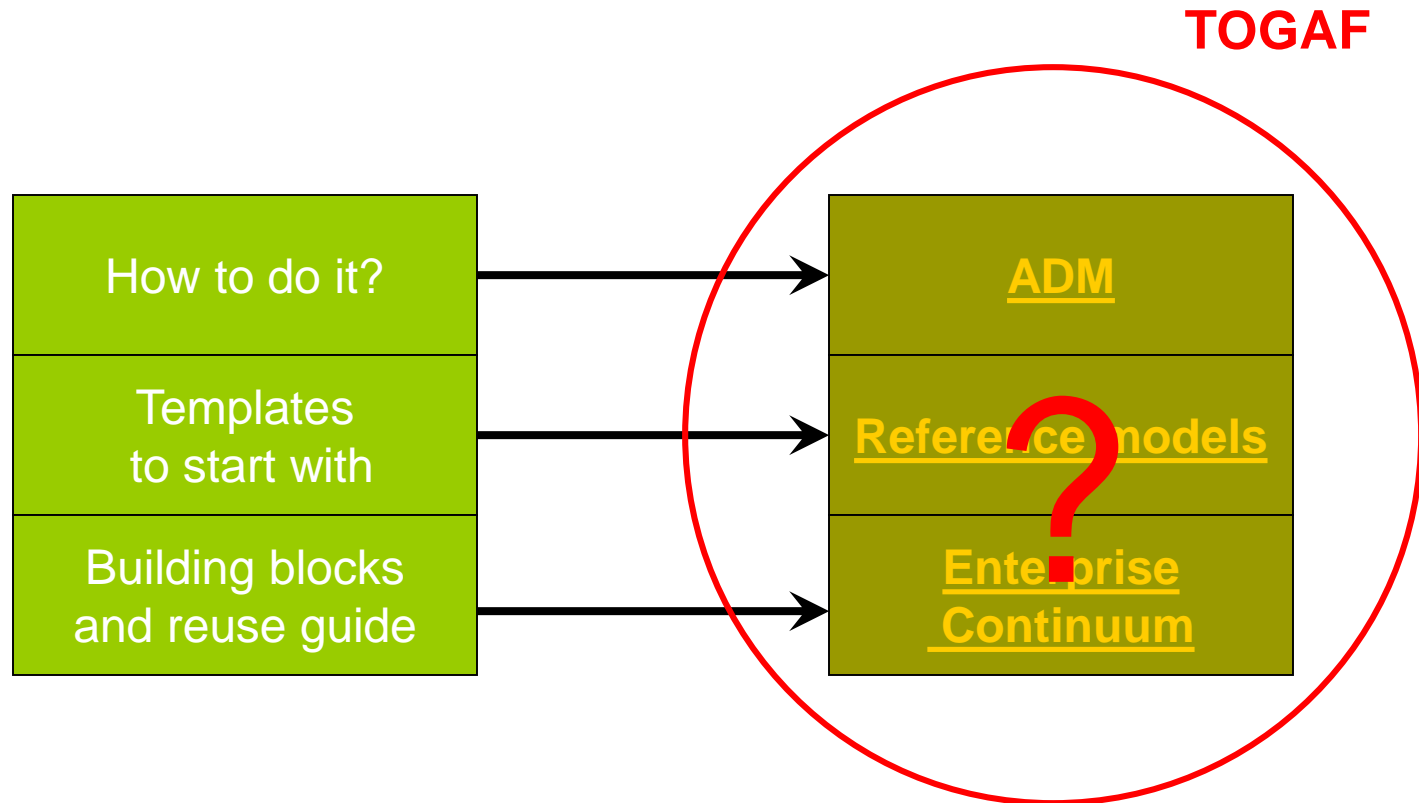 TOGAF
How to do it?
ADM
Templates
to start with
Reference models
?
Building blocks
and reuse guide
Enterprise
Continuum